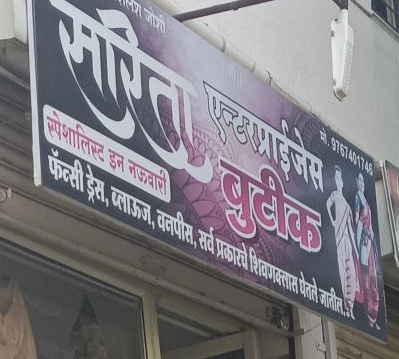 जोशी
सरिता एन्टरप्राईजेस
मो. 9767401746
स्पेशालिस्ट इन नऊवारी
बुटीक
फॅन्सी ड्रेस, ब्लाऊज, वनपीस, सर्व प्रकारचे शिवणक्लास घेतले जातील...